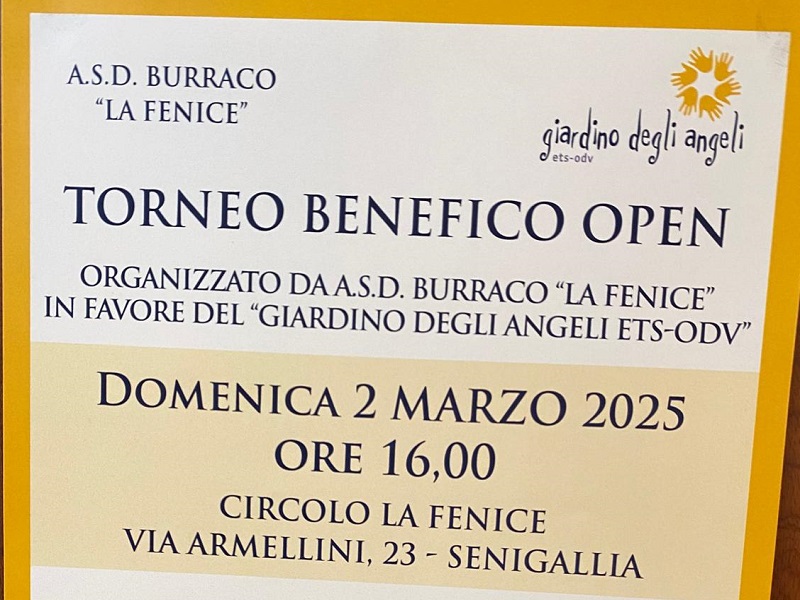 A.S.D. BURRACO
"LA FENICE"
giardino degli angeli
ets-odv
TORNEO BENEFICO OPEN
ORGANIZZATO DA A.S.D. BURRACO "LA FENICE"
IN FAVORE DEL "GIARDINO DEGLI ANGELI ETS-ODV"
DOMENICA 2 MARZO 2025
ORE 16,00
CIRCOLO LA FENICE
VIA ARMELLINI, 23 - SENIGALLIA